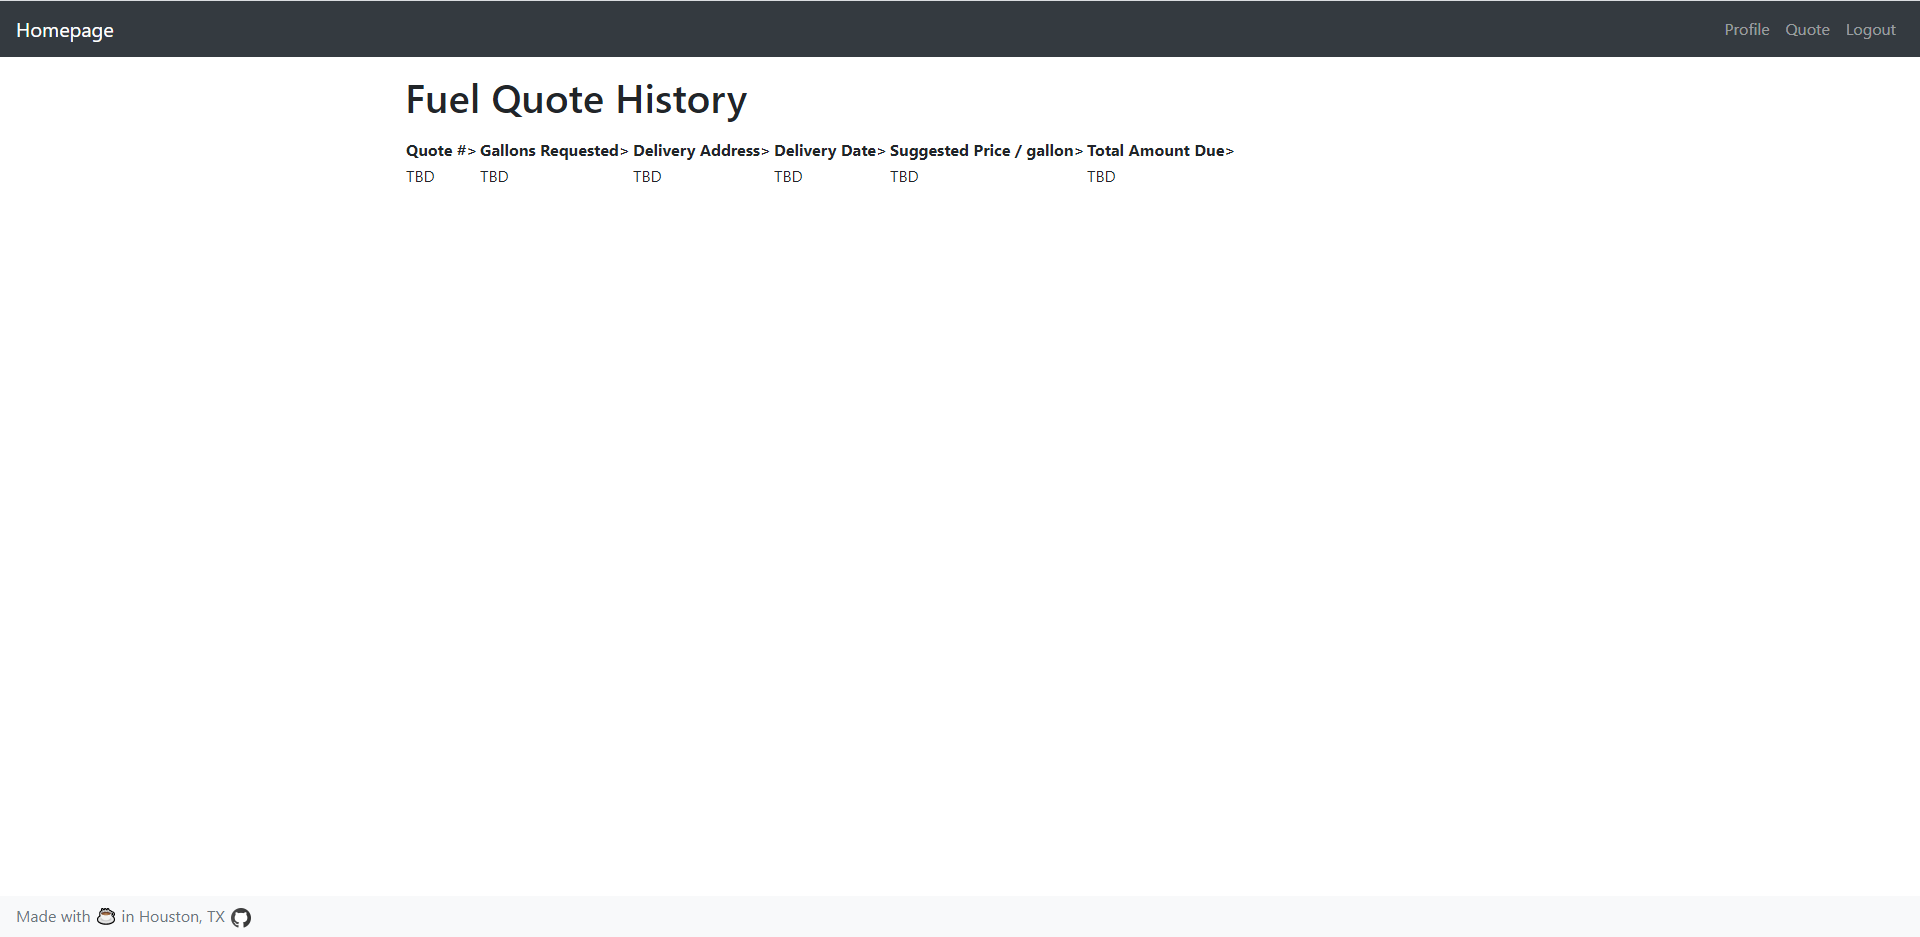 Homepage Profile Quote Logout
Fuel Quote History
Quote #> Gallons Requested> Delivery Address> Delivery Date> Suggested Price / gallon> Total Amount Due>
TBD TBD TBD TBD TBD TBD
Made with ☕ in Houston, TX